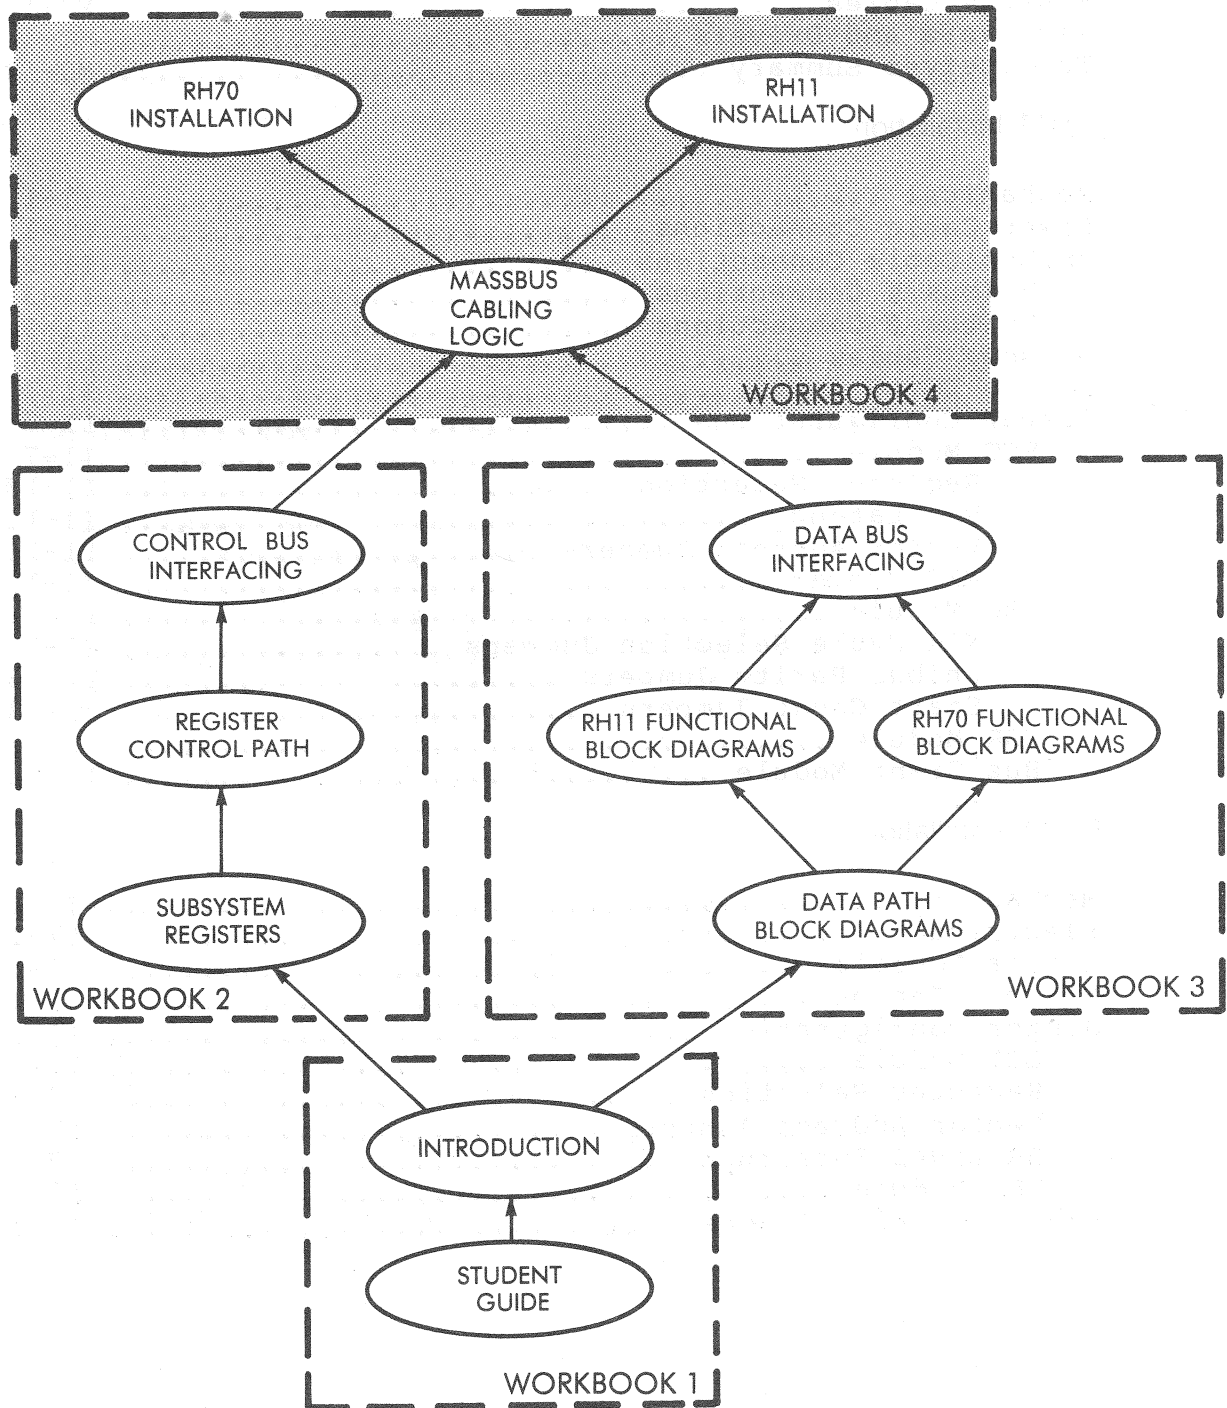 RH70
INSTALLATION
RH11
INSTALLATION
MASSBUS
CABLING
LOGIC
WORKBOOK 4
CONTROL BUS
INTERFACING
DATA BUS
INTERFACING
REGISTER
CONTROL PATH
RH11 FUNCTIONAL
BLOCK DIAGRAMS
RH70 FUNCTIONAL
BLOCK DIAGRAMS
SUBSYSTEM
REGISTERS
DATA PATH
BLOCK DIAGRAMS
WORKBOOK 2
WORKBOOK 3
INTRODUCTION
STUDENT
GUIDE
WORKBOOK 1